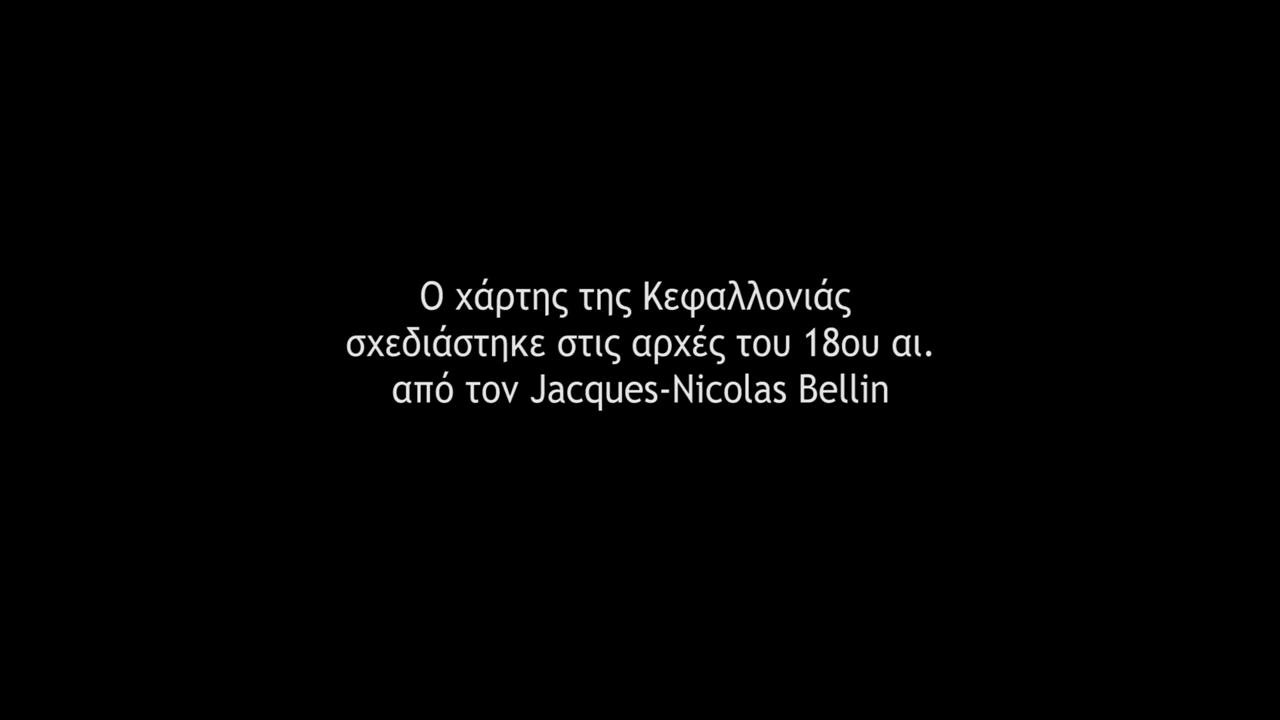 Ο χάρτης της Κεφαλλονιάς
σχεδιάστηκε στις αρχές του 18ου αι.
από τον Jacques-Nicolas Bellin